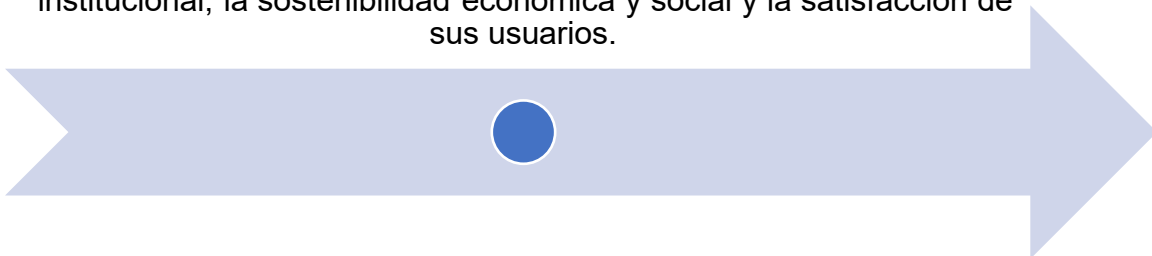 institucional, la sostenibilidad económica y social y la satisfacción de
sus usuarios.